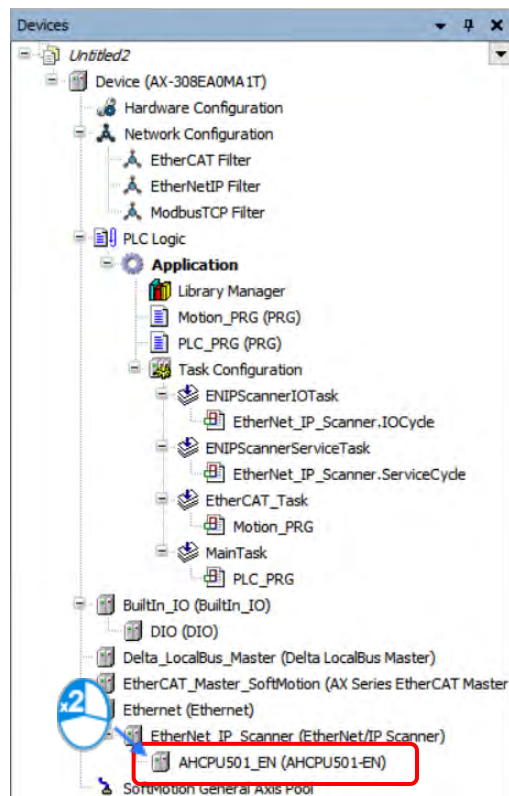 Devices
Untitled2
Device (AX-308EA0MA1T)
Hardware Configuration
Network Configuration
EtherCAT Filter
EtherNetIP Filter
ModbusTCP Filter
PLC Logic
Application
Library Manager
Motion_PRG (PRG)
PLC_PRG (PRG)
Task Configuration
ENIPScannerIOTask
EtherNet_IP_Scanner.IOCycle
ENIPScannerServiceTask
EtherNet_IP_Scanner.ServiceCycle
EtherCAT_Task
Motion_PRG
MainTask
PLC_PRG
BuiltIn_IO (BuiltIn_IO)
DIO (DIO)
Delta_LocalBus_Master (Delta LocalBus Master)
EtherCAT_Master_SoftMotion (AX Series EtherCAT Master
x2
Ethernet (Ethernet)
EtherNet_IP_Scanner (EtherNet/IP Scanner)
AHCPU501_EN (AHCPU501-EN)
SoftMotion General Axis Pool